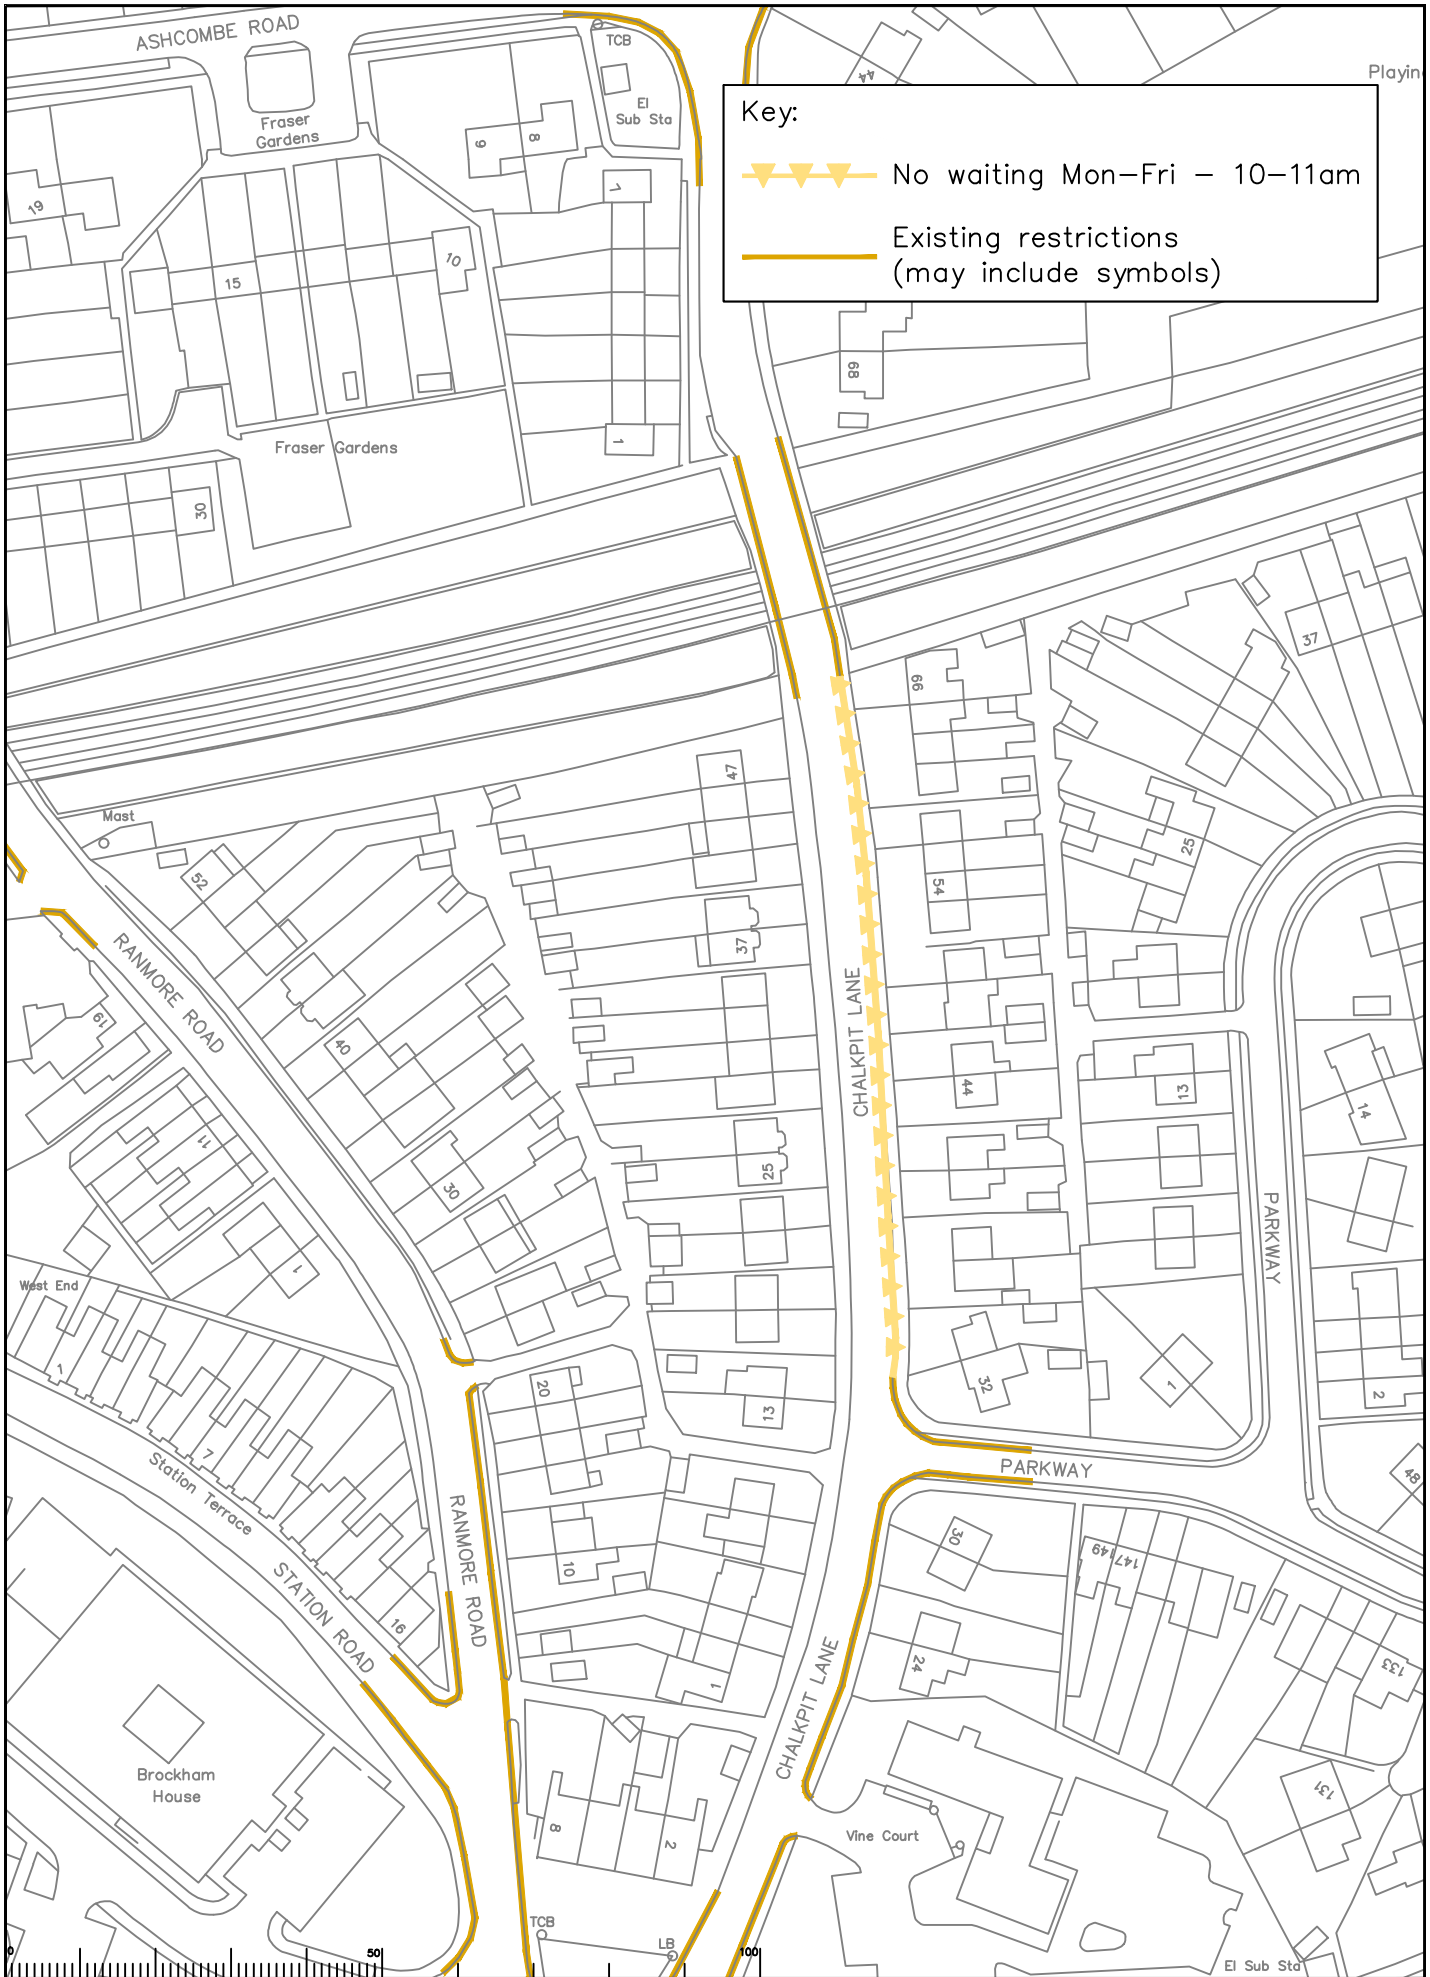 ASHCOMBE ROAD
TCB
44
Playin
Fraser
Gardens
El
Sub Sta
9
8
7
19
15
10
Key:
No waiting Mon-Fri - 10-11am
Existing restrictions
(may include symbols)
68
1
Fraser Gardens
30
37
66
47
Mast
52
25
54
37
RANMORE ROAD
CHALKPIT LANE
19
40
44
13
14
11
25
30
PARKWAY
1
West End
1
20
13
32
1
2
7
Station Terrace
PARKWAY
48
RANMORE ROAD
10
30
149
147
STATION ROAD
16
24
133
1
CHALKPIT LANE
Brockham
House
131
8
2
Vine Court
TCB
LB
El Sub Sta
0
50
100